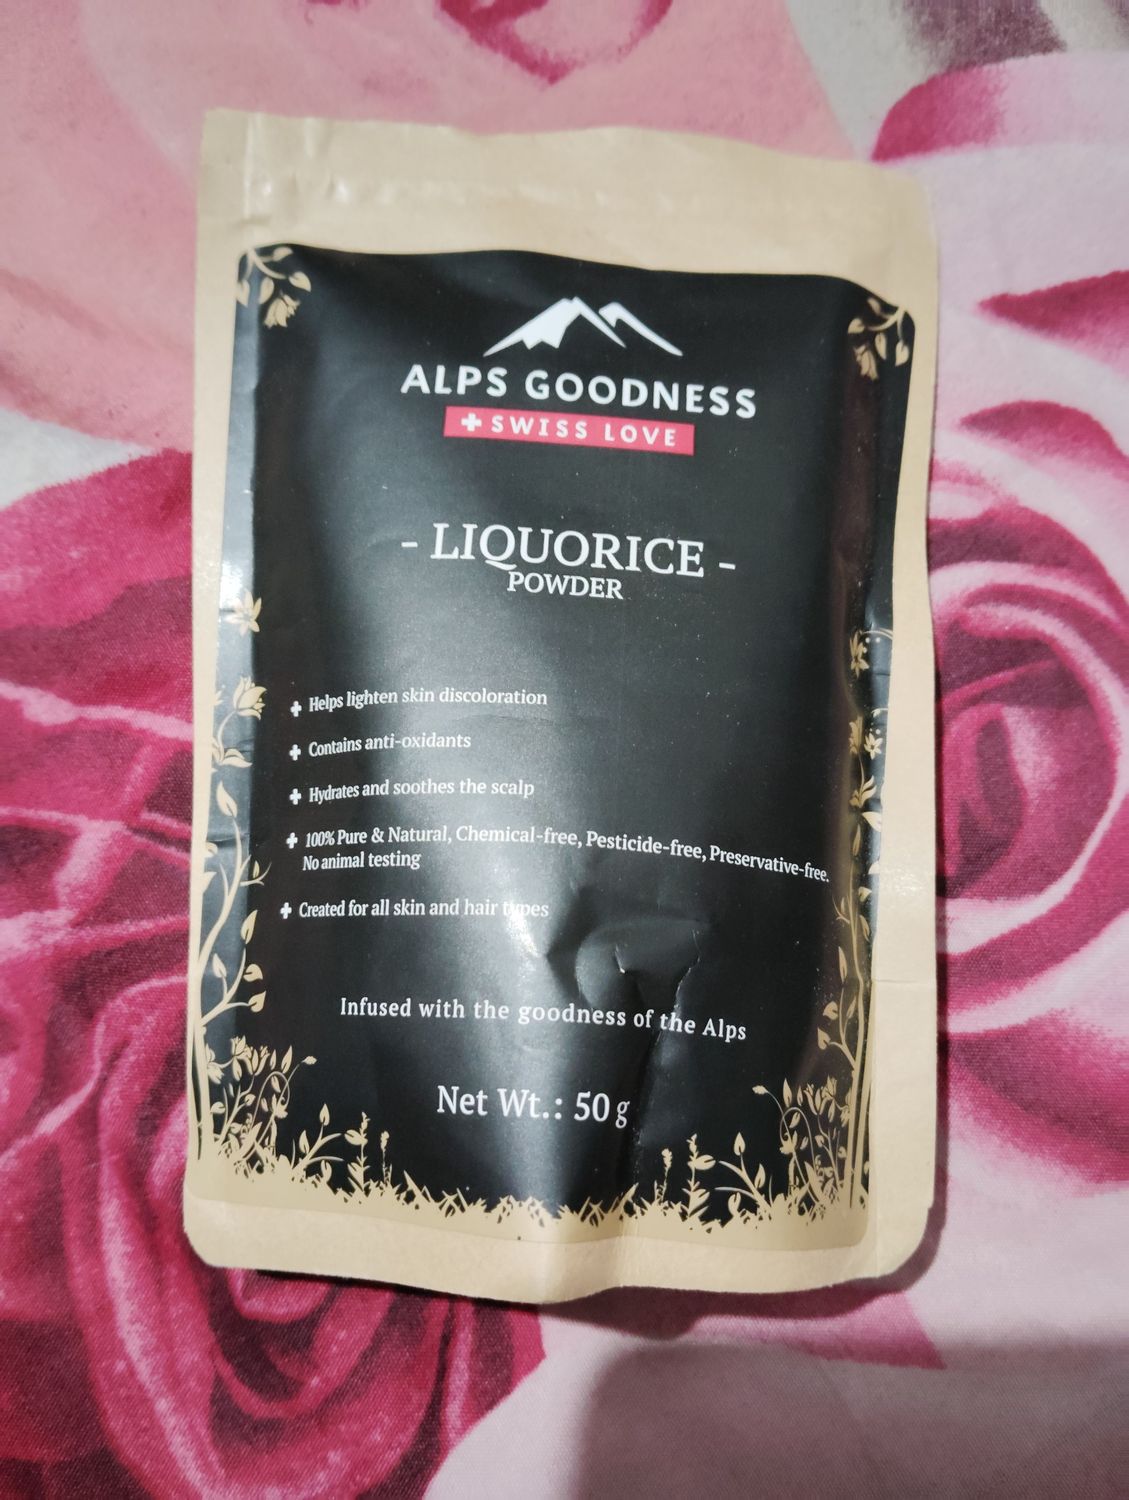 ALPS GOODNESS
+ SWISS LOVE
- LIQUORICE -
POWDER
+ Helps lighten skin discoloration
+ Contains anti-oxidants
+ Hydrates and soothes the scalp
+ 100% Pure & Natural, Chemical-free, Pesticide-free, Preservative-free.
No animal testing
+ Created for all skin and hair types
Infused with the goodness of the Alps
Net Wt.: 50 g